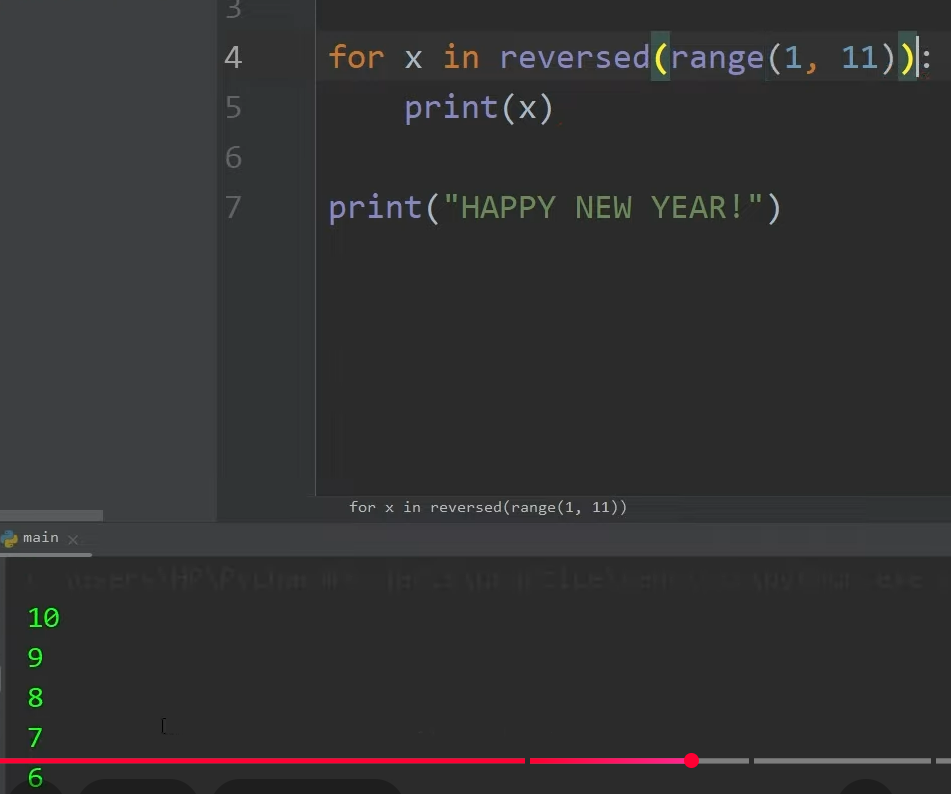 3
4 for x in reversed(range(1, 11)):
5 print(x)
6
7 print("HAPPY NEW YEAR!")
for x in reversed(range(1, 11))
main
10
9
8
7
6